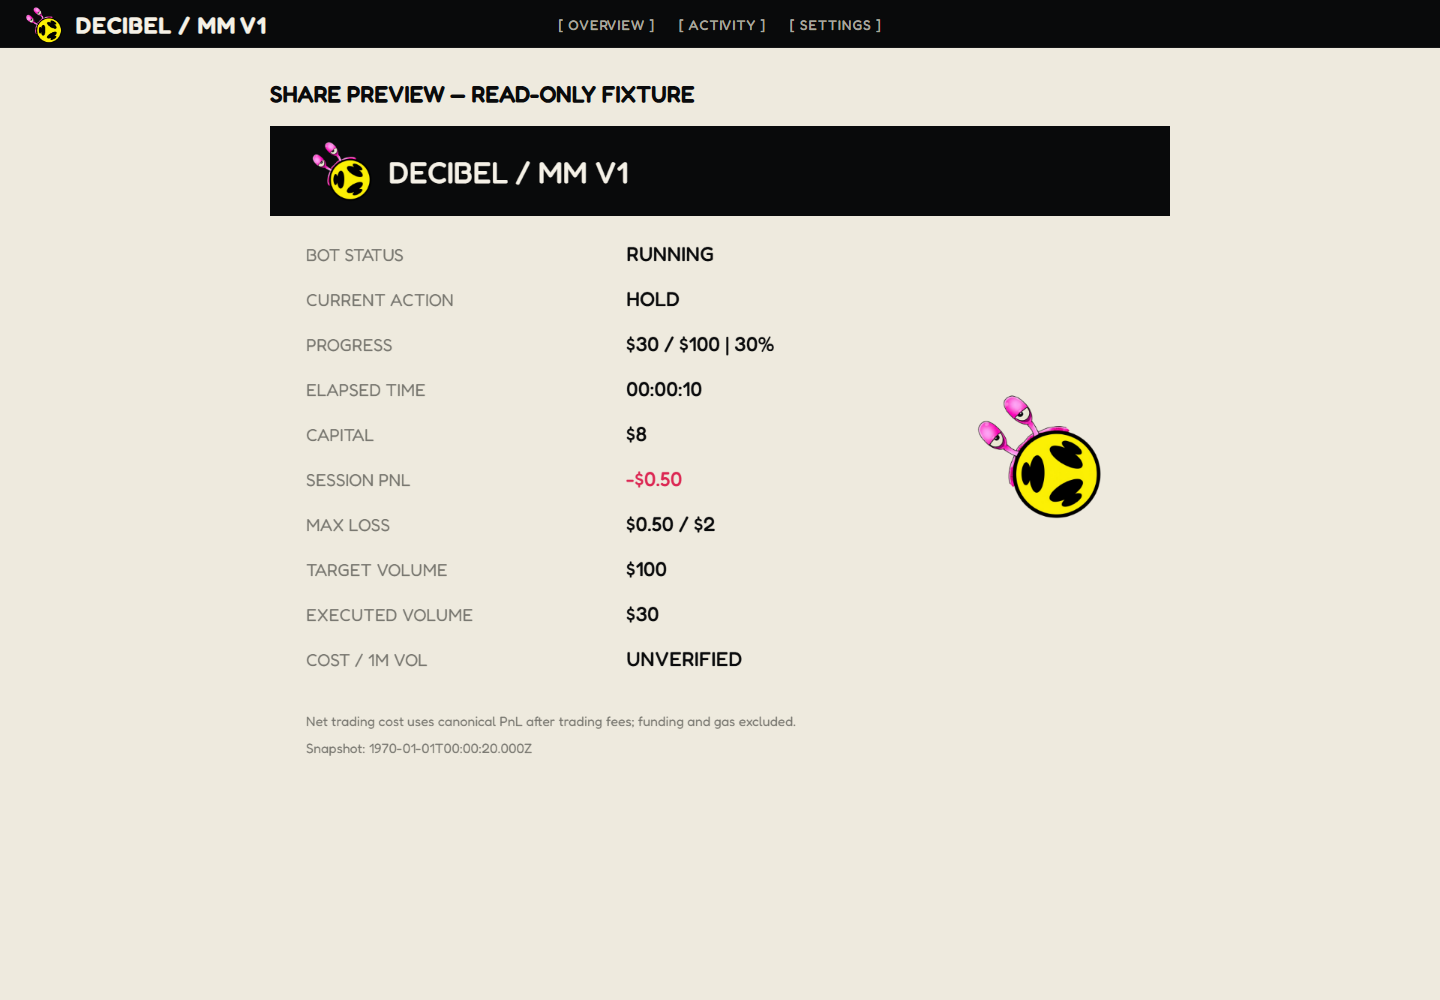 DECIBEL / MM V1
[ OVERVIEW ] [ ACTIVITY ] [ SETTINGS ]
SHARE PREVIEW — READ-ONLY FIXTURE
DECIBEL / MM V1
BOT STATUS RUNNING
CURRENT ACTION HOLD
PROGRESS $30 / $100 | 30%
ELAPSED TIME 00:00:10
CAPITAL $8
SESSION PNL -$0.50
MAX LOSS $0.50 / $2
TARGET VOLUME $100
EXECUTED VOLUME $30
COST / 1M VOL UNVERIFIED
Net trading cost uses canonical PnL after trading fees; funding and gas excluded.
Snapshot: 1970-01-01T00:00:20.000Z